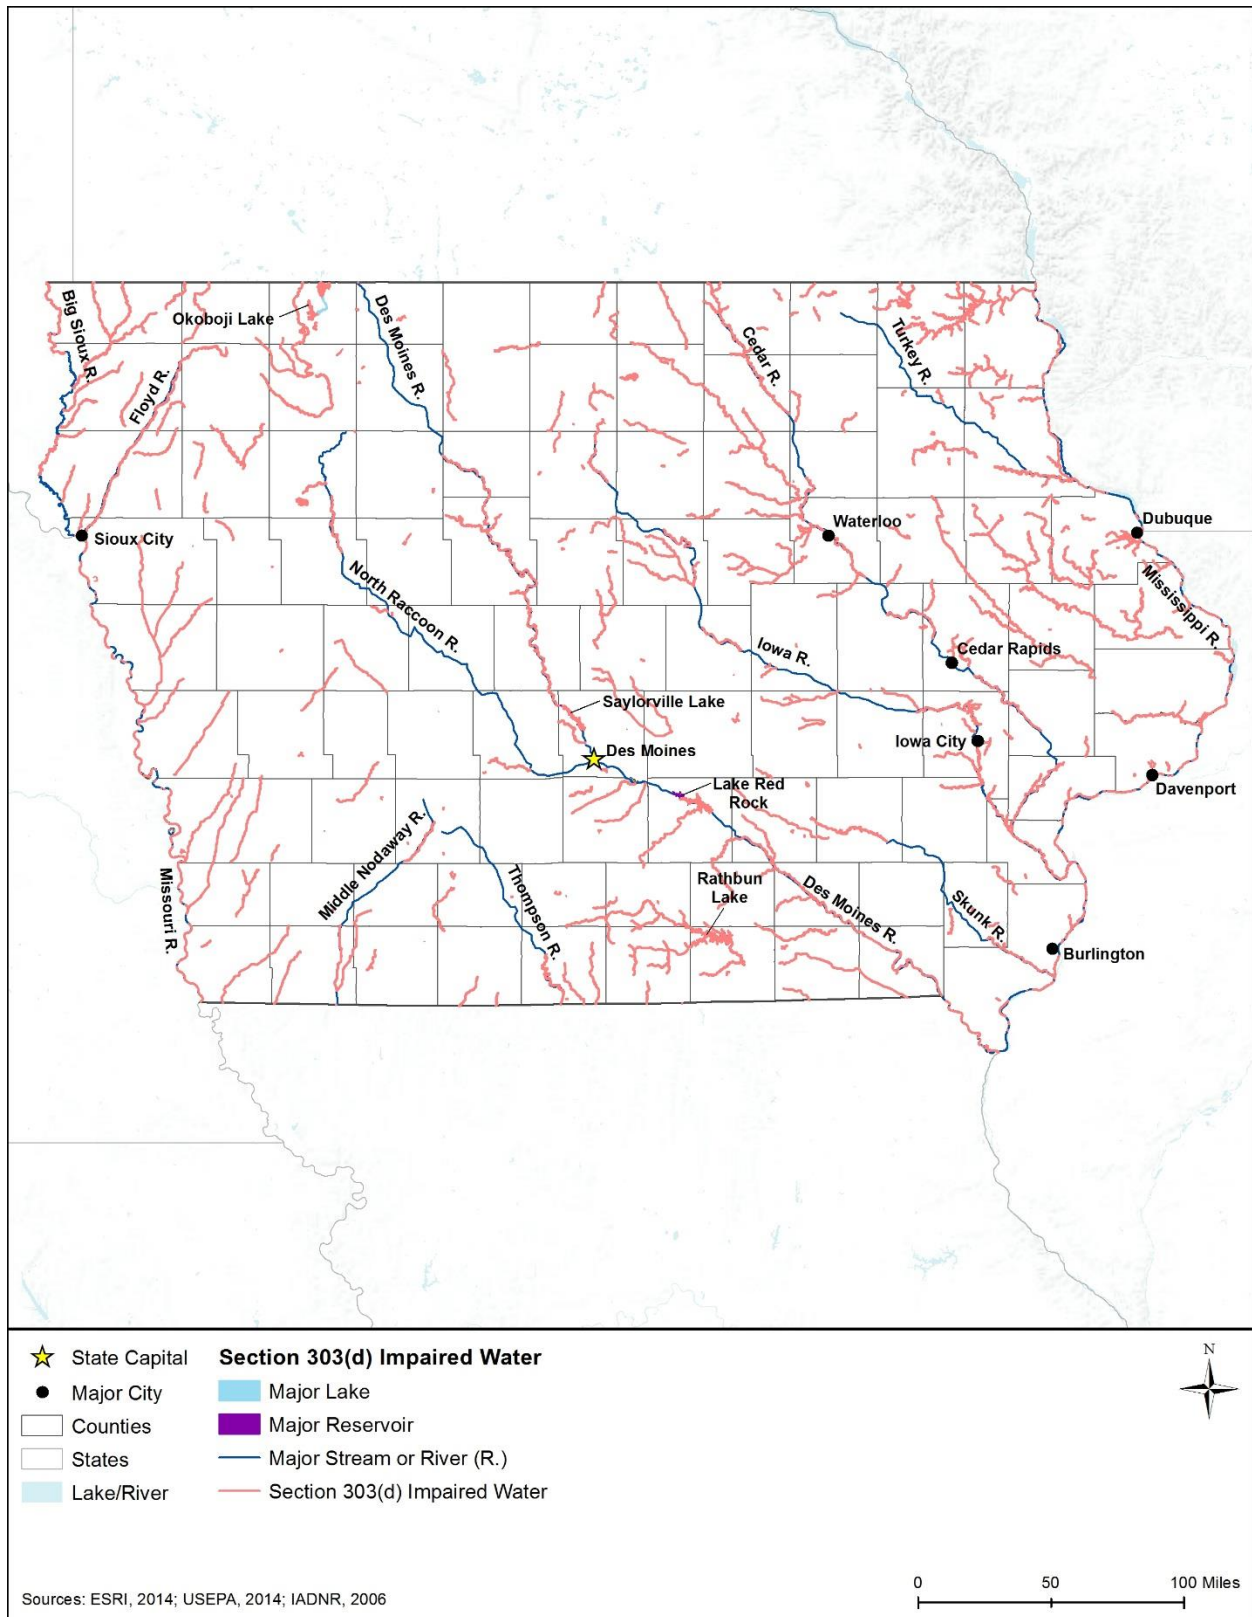 Big Sioux R.
Okoboji Lake
Des Moines R.
Floyd R.
Cedar R.
Turkey R.
Sioux City
Waterloo
Dubuque
North Raccoon R.
Mississippi R.
Iowa R.
Cedar Rapids
Saylorville Lake
Des Moines
Iowa City
Lake Red
Rock
Davenport
Middle Nodaway R.
Missouri R.
Thompson R.
Rathbun
Lake
Des Moines R.
Skunk R.
Burlington
State Capital
Major City
Counties
States
Lake/River
Section 303(d) Impaired Water
Major Lake
Major Reservoir
Major Stream or River (R.)
Section 303(d) Impaired Water
N
Sources: ESRI, 2014; USEPA, 2014; IADNR, 2006
0 50 100 Miles